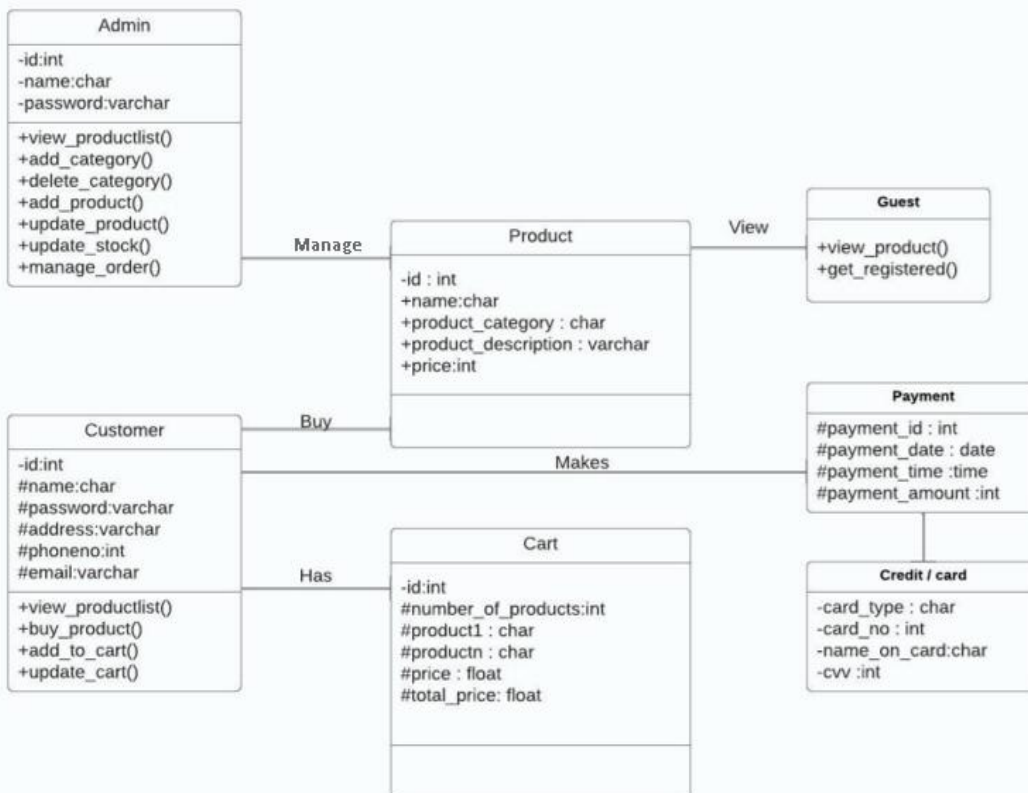 Admin
-id:int
-name:char
-password:varchar
+view_productlist()
+add_category()
+delete_category()
+add_product()
+update_product()
+update_stock()
+manage_order()
Manage
Product
-id : int
+name:char
+product_category : char
+product_description : varchar
+price:int
View
Guest
+view_product()
+get_registered()
Customer
-id:int
#name:char
#password:varchar
#address:varchar
#phoneno:int
#email:varchar
+view_productlist()
+buy_product()
+add_to_cart()
+update_cart()
Buy
Makes
Has
Payment
#payment_id : int
#payment_date : date
#payment_time :time
#payment_amount :int
Cart
-id:int
#number_of_products:int
#product1 : char
#productn : char
#price : float
#total_price: float
Credit / card
-card_type : char
-card_no : int
-name_on_card:char
-cvv :int